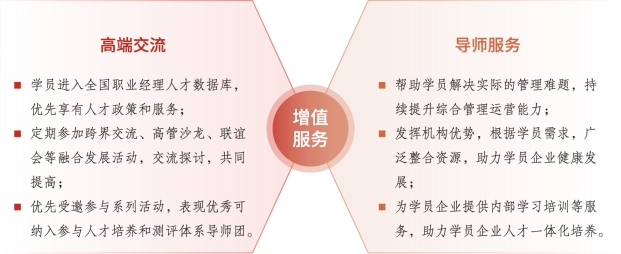 高端交流
学员进入全国职业经理人才数据库，
优先享有人才政策和服务；
定期参加跨界交流、高管沙龙、联谊
会等融合发展活动，交流探讨，共同
提高；
优先受邀参与系列活动，表现优秀可
纳入参与人才培养和测评体系导师团。
增值
服务
导师服务
帮助学员解决实际的管理难题，持
续提升综合管理运营能力；
发挥机构优势，根据学员需求，广
泛整合资源，助力学员企业健康发
展；
为学员企业提供内部学习培训等服
务，助力学员企业人才一体化培养。